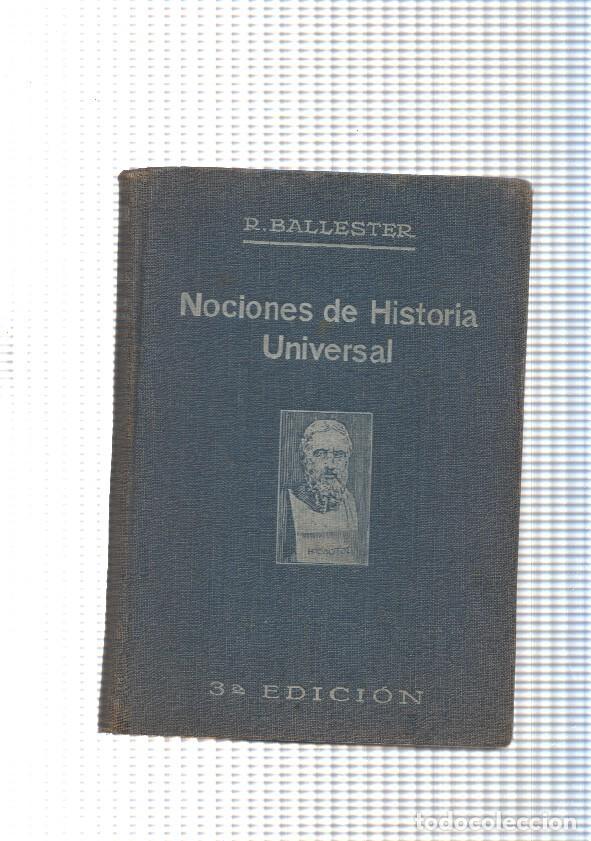 R. BALLESTER
Nociones de Historia
Universal
3ª EDICIÓN
todocoleccion